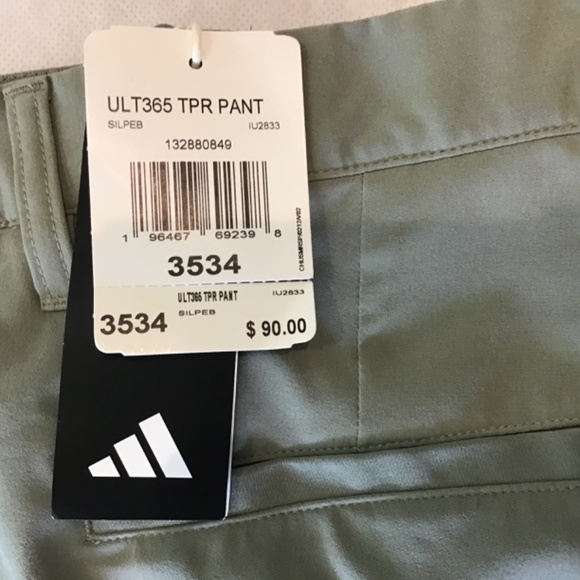 ULT365 TPR PANT
SILPEB IU2833
132880849
1 96467 69239 8
3534
ULT365 TPR PANT IU2833
SILPEB
3534 $ 90.00